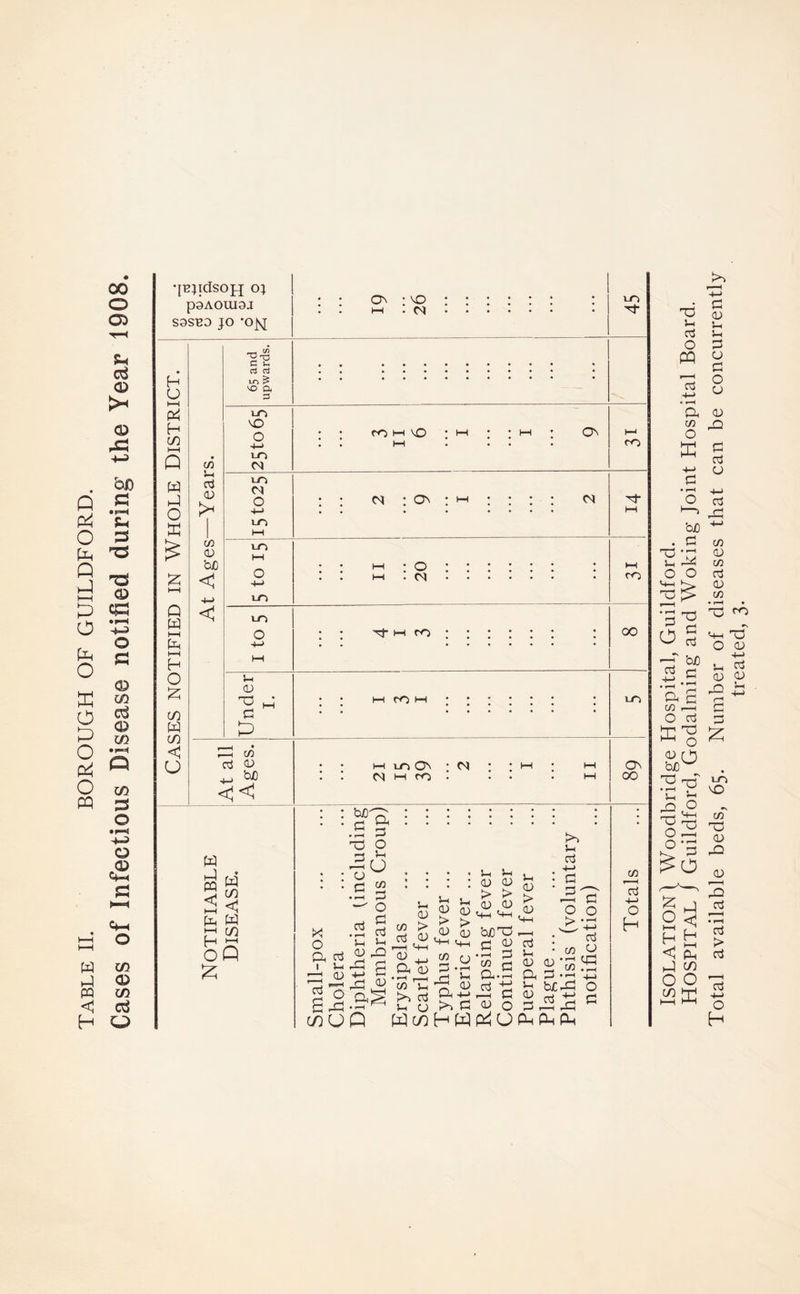 TABLE II.
BOROUGH OF GUILDFORD.
Cases of Infectious Disease notified during the Year 1908.
NOTIFIABLE DISEASE.
CASES NOTIFIED IN WHOLE DISTRICT.
No. of cases removed to Hospital.
At all Ages.
At Ages—Years.
Under 1.
1 to 5
5 to 15
15 to 25
25 to 65
65 and upwards.
Small-pox ... ... ... ... ... ... ... ... ... ...
Cholera ... ... ... ... ... ... ... ... ... ...
Diphtheria (including
Membranous Croup) 21 1 4 11 2 3 ... 19
Erysipelas ... ... 15 3 1 ... ... 11 ... ...
Scarlet fever ... ... 39 1 3 20 9 6 ... 26
Typhus fever ... ... ... ... ... ... ... ... ... ...
Enteric fever ... ... 2 ... ... ... 1 1 ... ...
Relapsing fever ... ... ... ... ... ... ... ... ...
Continued fever ... ... ... ... ... ... ... ... ...
Puerperal fever ... 1 ... ... ... ... 1 ... ...
Plague ... ... ... ... ... ... ... ... ... ...
Phthisis (voluntary
notification) ... 11 ... ... ... 2 9 ... ...
Totals ... 89 5 8 31 14 31 ... 45
ISOLATION } Woodbridge Hospital, Guildford.
HOSPITAL } Guildford, Godalming and Woking Joint Hospital Board.
Total available beds, 65. Number of diseases that can be concurrently
treated, 3.